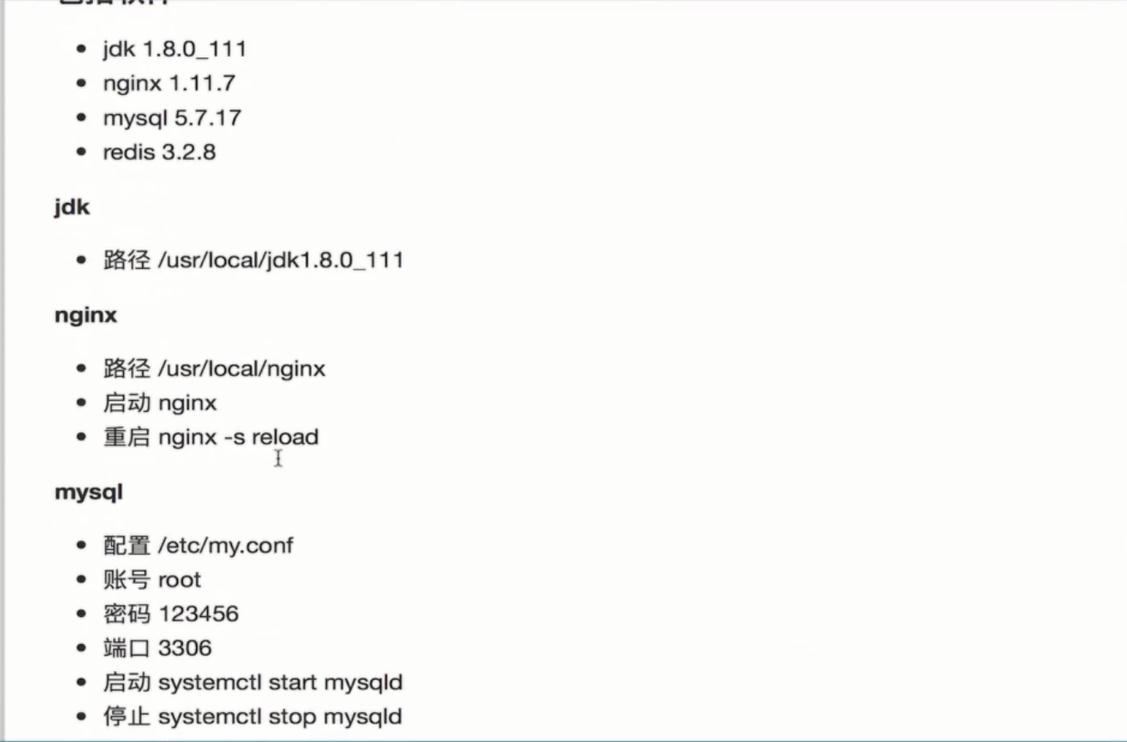 jdk 1.8.0_111
nginx 1.11.7
mysql 5.7.17
redis 3.2.8
jdk
路径 /usr/local/jdk1.8.0_111
nginx
路径 /usr/local/nginx
启动 nginx
重启 nginx -s reload
mysql
配置 /etc/my.conf
账号 root
密码 123456
端口 3306
启动 systemctl start mysqld
停止 systemctl stop mysqld